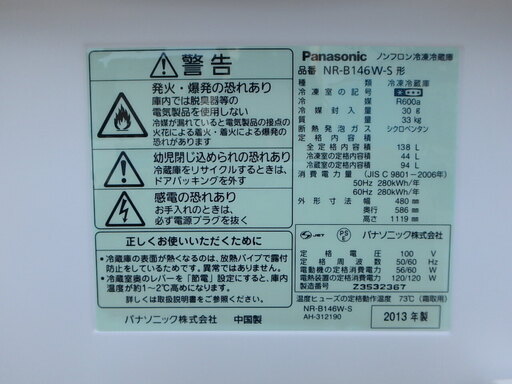 警告
発火・爆発の恐れあり
庫内では脱臭器等の
電気製品を使用しない
冷媒が漏れていると電気製品の接点の
火花による着火・着火による爆発の
恐れあり。
幼児閉じ込められの恐れあり
冷蔵庫をリサイクルするときは、
ドアパッキングを外す。
感電の恐れあり
お手入れのときは、
必ず電源プラグを抜く。
正しくお使いいただくために
・冷蔵庫の表面が熱くなるのは、放熱パイプで露付
防止をしているためです。異常ではありません。
・冷蔵室奥のレバーを「節電」設定にすると、庫内
温度が約1~2℃高めになります。
詳しくは取扱説明書をご参照ください。
パナソニック株式会社 中国製
Panasonic ノンフロン冷凍冷蔵庫
品番 NR-B146W-S 形
種類 冷凍冷蔵庫
冷凍室の記号
冷媒 R600a
冷媒封入量 30 g
質量 33 kg
断熱発泡ガス シクロペンタン
定格内容積
全定格内容積 138 L
冷凍室の定格内容積 44 L
冷蔵室の定格内容積 94 L
消費電力量 (JIS C 9801-2006年)
50Hz 280kWh/年
60Hz 280kWh/年
外形寸法 幅 480 mm
奥行 586 mm
高さ 1119 mm
JET PSE パナソニック株式会社
定格電圧 100 V
定格周波数 50/60 Hz
電動機の定格消費電力 56/60 W
電熱装置の定格消費電力 120/120 W
製造番号 Z3532367
温度ヒューズの定格動作温度 73℃ (霜取用)
NR-B146W-S
AH-312190
2013 年製